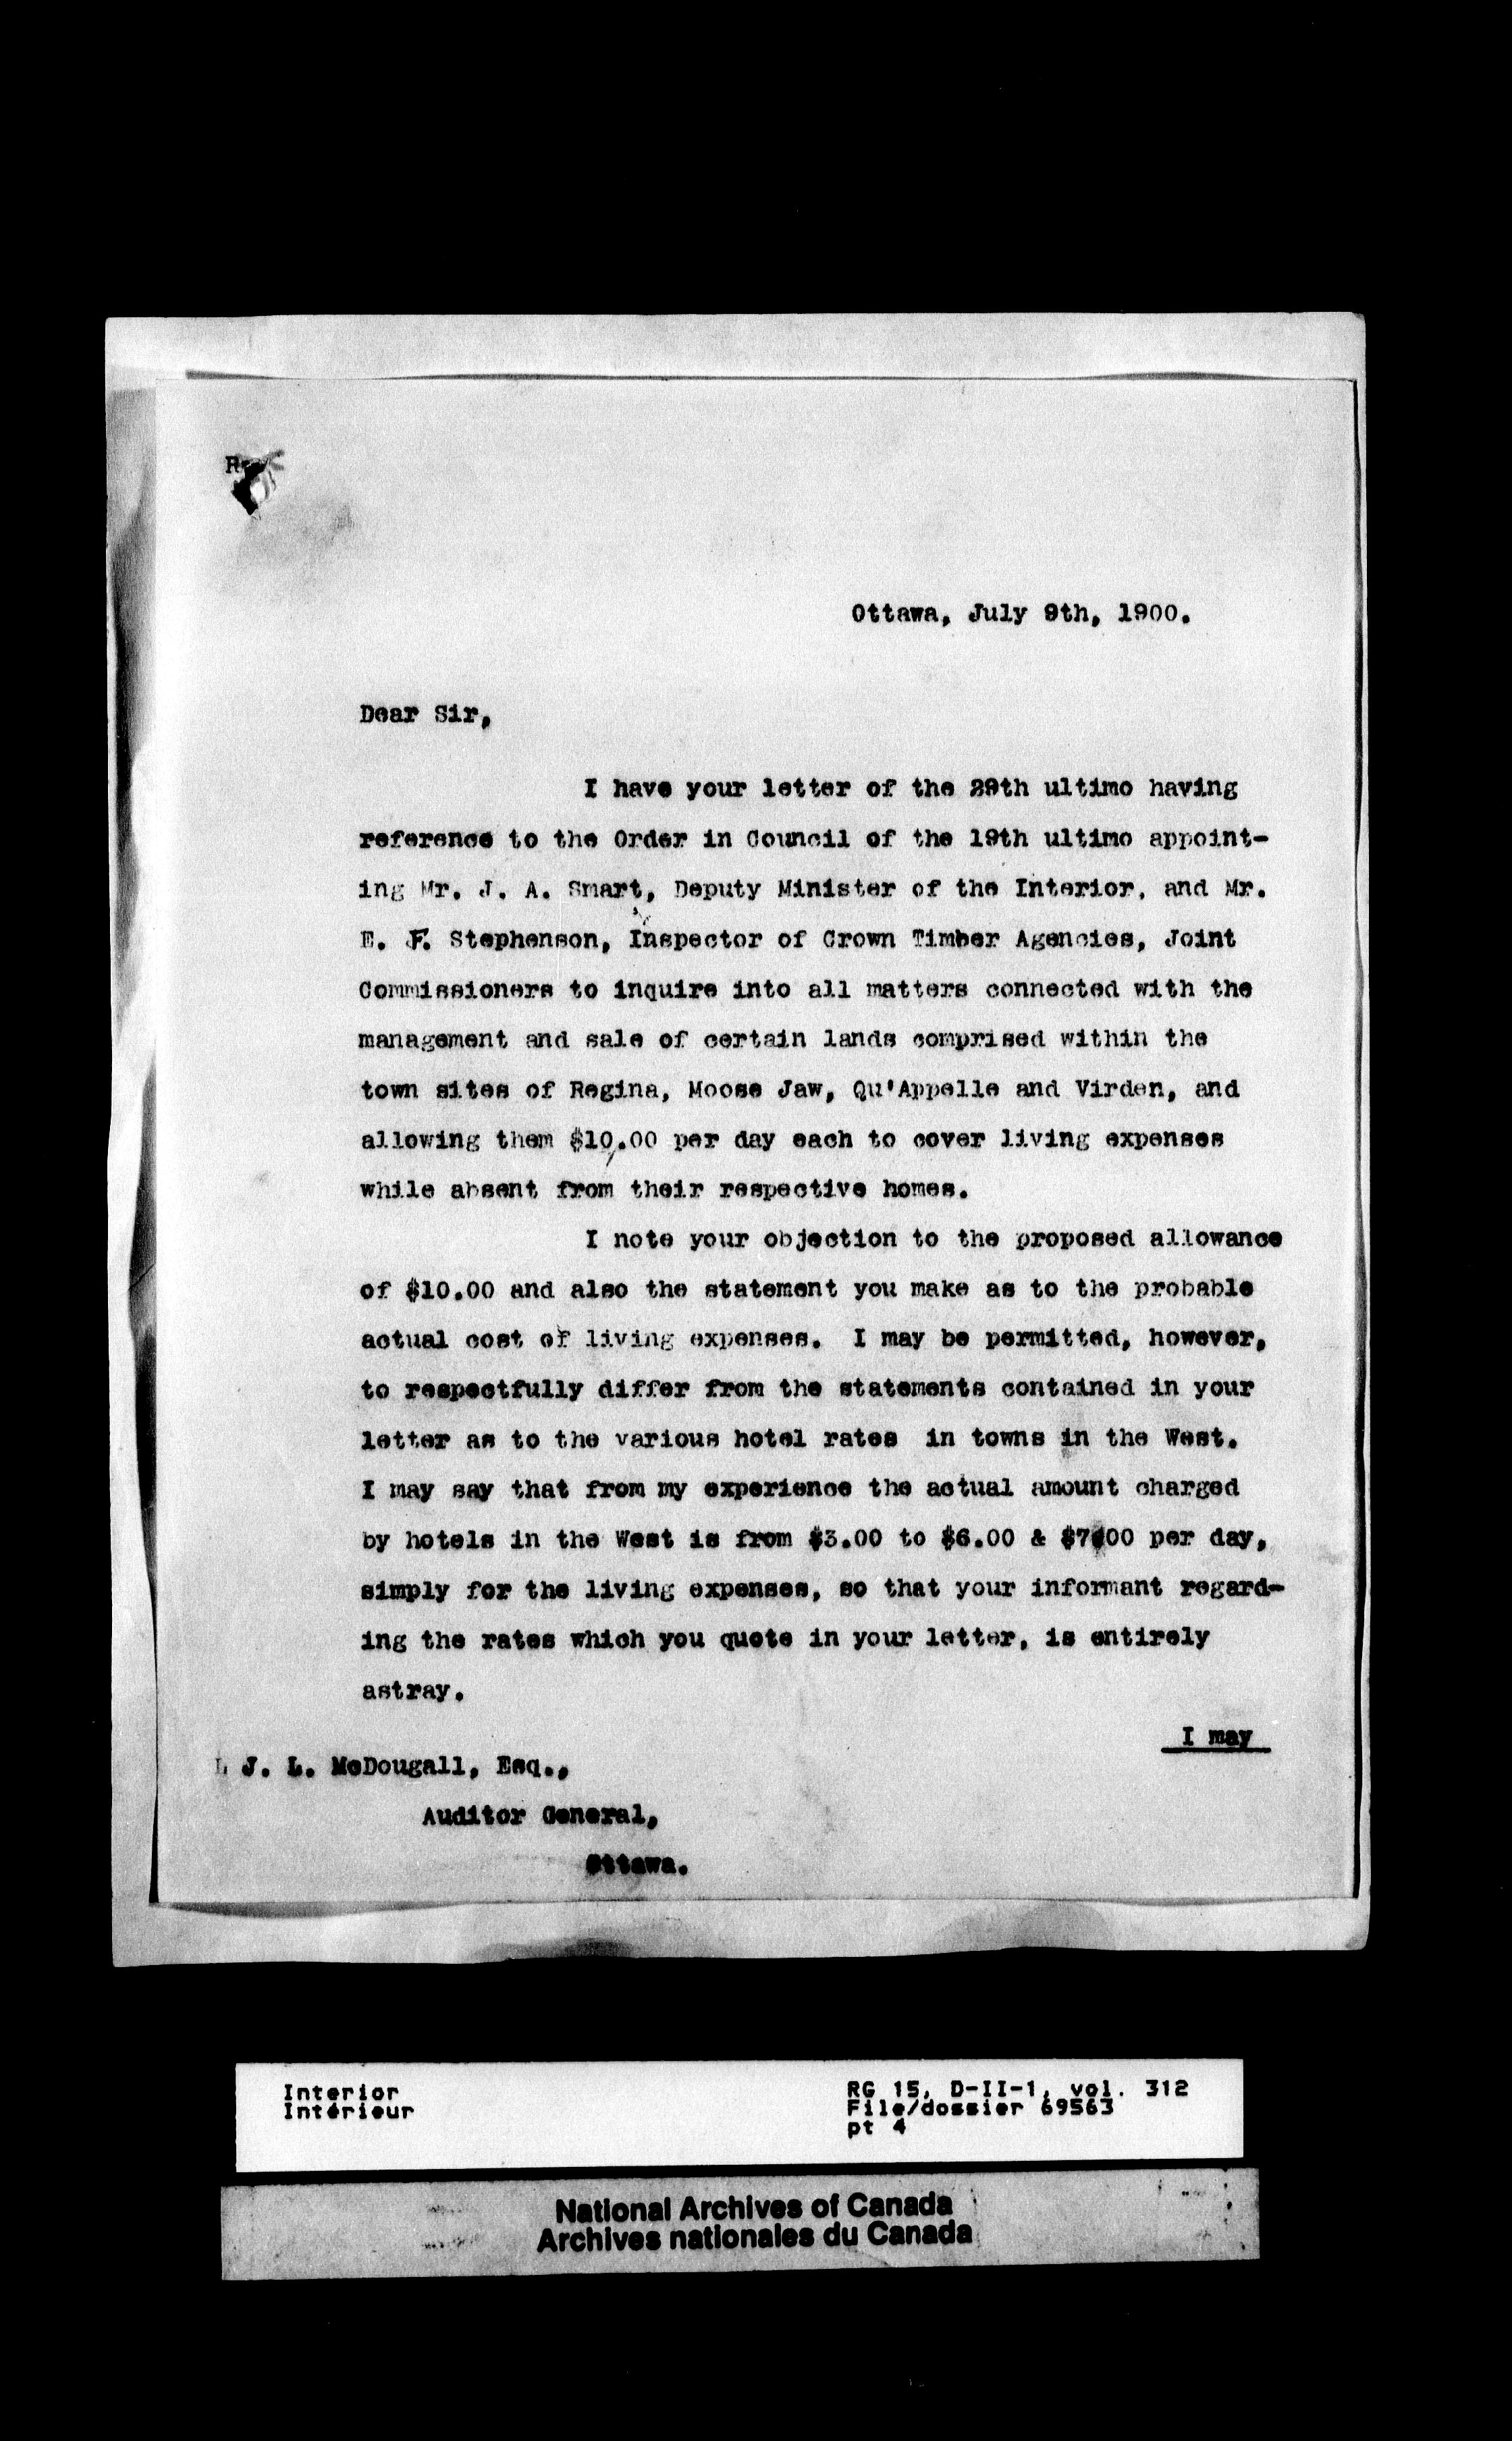 Ottawa, July 9th, 1900.
Dear Sir,
I have your letter of the 29th ultimo having
reference to the Order in Council of the 19th ultimo appoint-
ing Mr. J. A. Smart, Deputy Minister of the Interior, and Mr.
E. F. Stephenson, Inspector of Crown Timber Agencies, Joint
Commissioners to inquire into all matters connected with the
management and sale of certain lands comprised within the
town sites of Regina, Moose Jaw, Qu'Appelle and Virden, and
allowing them $10.00 per day each to cover living expenses
while absent from their respective homes.
I note your objection to the proposed allowance
of $10.00 and also the statement you make as to the probable
actual cost of living expenses. I may be permitted, however,
to respectfully differ from the statements contained in your
letter as to the various hotel rates in towns in the West.
I may say that from my experience the actual amount charged
by hotels in the West is from $3.00 to $6.00 & $7.00 per day,
simply for the living expenses, so that your informant regard-
ing the rates which you quote in your letter, is entirely
astray.
I may
J. L. McDougall, Esq.,
Auditor General,
Ottawa.
Interior
Intérieur
RG 15, D-II-1, vol. 312
File/dossier 69563
pt 4
National Archives of Canada
Archives nationales du Canada